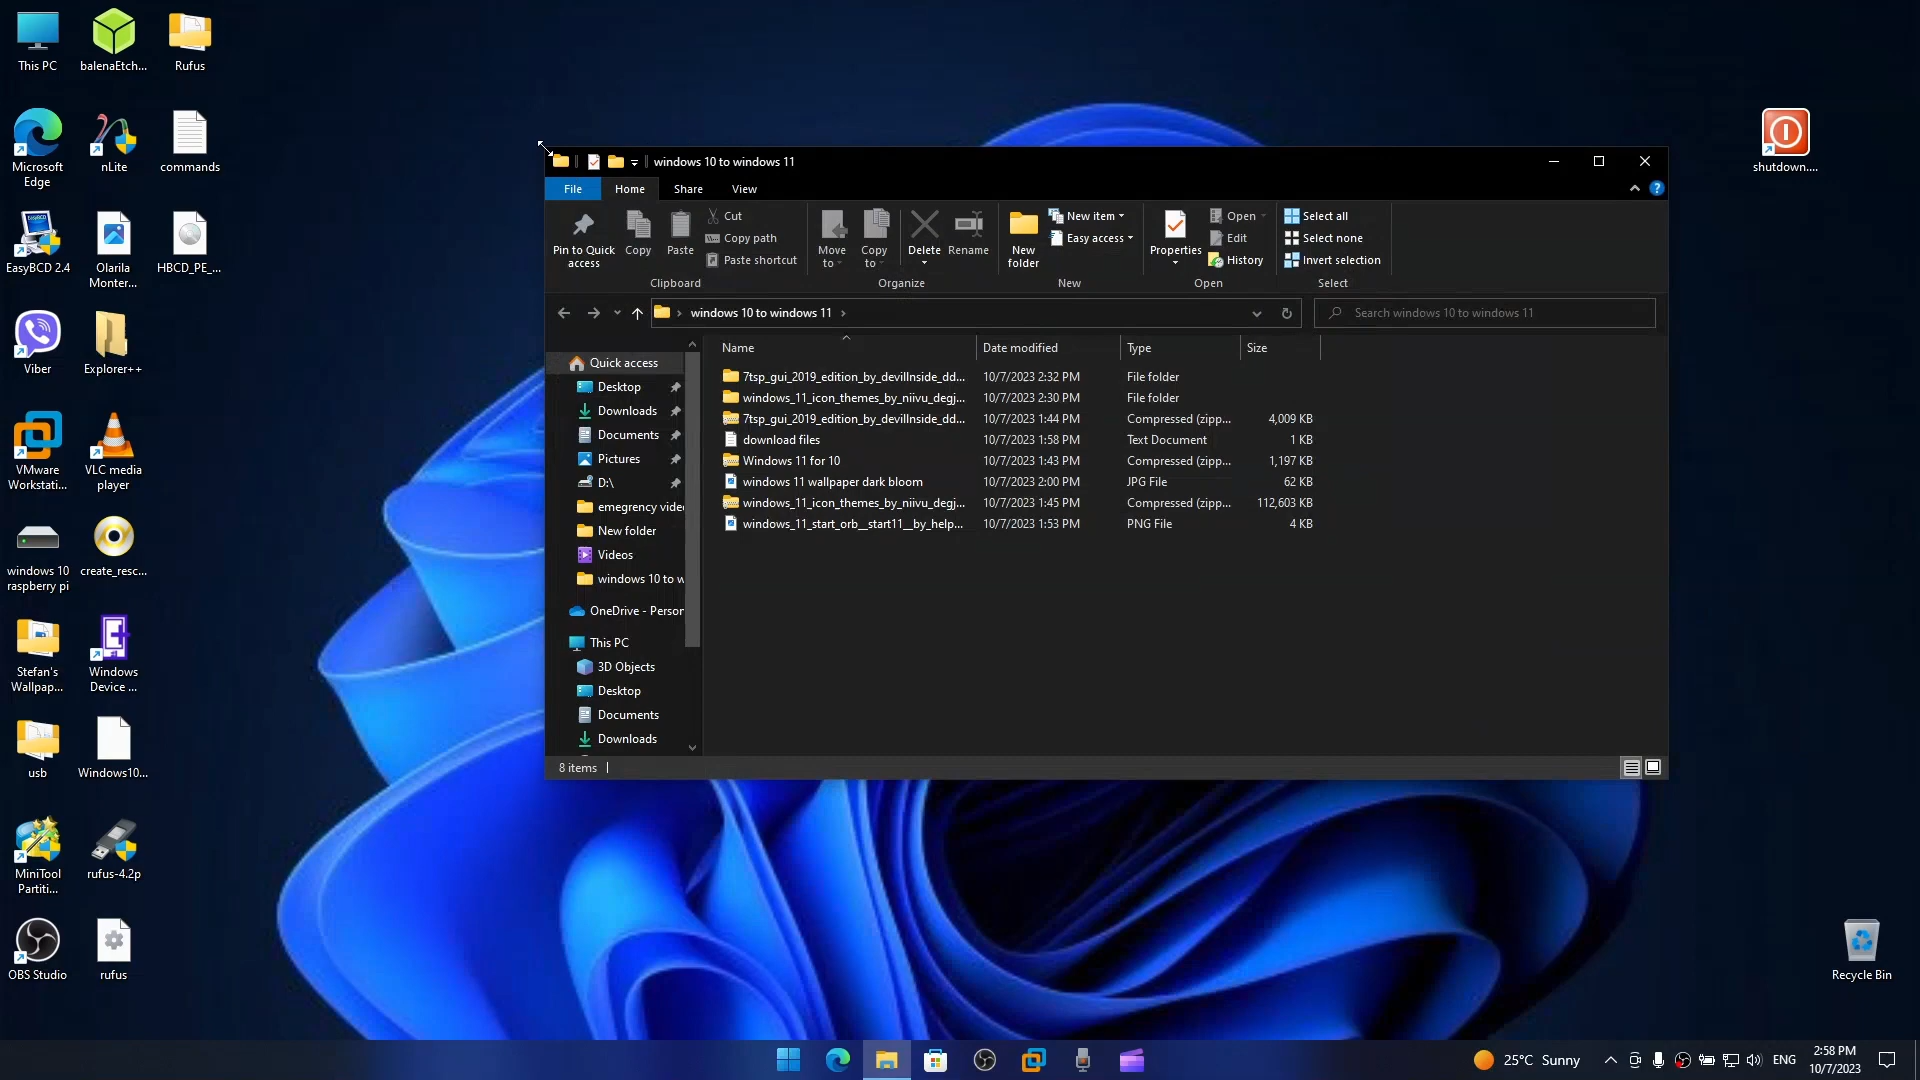 This PC
balenaEtch...
Rufus
Microsoft
Edge
nLite
commands
EasyBCD 2.4
Olarila
Monter...
HBCD_PE_...
Viber
Explorer++
VMware
Workstati...
VLC media
player
windows 10
raspberry pi
create_resc...
Stefan's
Wallpap...
Windows
Device ...
usb
Windows10...
MiniTool
Partiti...
rufus-4.2p
OBS Studio
rufus
shutdown....
Recycle Bin
windows 10 to windows 11
File Home Share View
Pin to Quick
access
Copy
Paste
Cut
Copy path
Paste shortcut
Clipboard
Move
to
Copy
to
Delete
Rename
Organize
New
folder
New item
Easy access
New
Properties
Open
Edit
History
Open
Select all
Select none
Invert selection
Select
windows 10 to windows 11
Search windows 10 to windows 11
Quick access
Desktop
Downloads
Documents
Pictures
D:\
emegrency vide
New folder
Videos
windows 10 to w
OneDrive - Person
This PC
3D Objects
Desktop
Documents
Downloads
Name Date modified Type Size
7tsp_gui_2019_edition_by_devillnside_dd... 10/7/2023 2:32 PM File folder
windows_11_icon_themes_by_niivu_degj... 10/7/2023 2:30 PM File folder
7tsp_gui_2019_edition_by_devillnside_dd... 10/7/2023 1:44 PM Compressed (zipp... 4,009 KB
download files 10/7/2023 1:58 PM Text Document 1 KB
Windows 11 for 10 10/7/2023 1:43 PM Compressed (zipp... 1,197 KB
windows 11 wallpaper dark bloom 10/7/2023 2:00 PM JPG File 62 KB
windows_11_icon_themes_by_niivu_degj... 10/7/2023 1:45 PM Compressed (zipp... 112,603 KB
windows_11_start_orb__start11__by_help... 10/7/2023 1:53 PM PNG File 4 KB
8 items
25°C Sunny
ENG
2:58 PM
10/7/2023